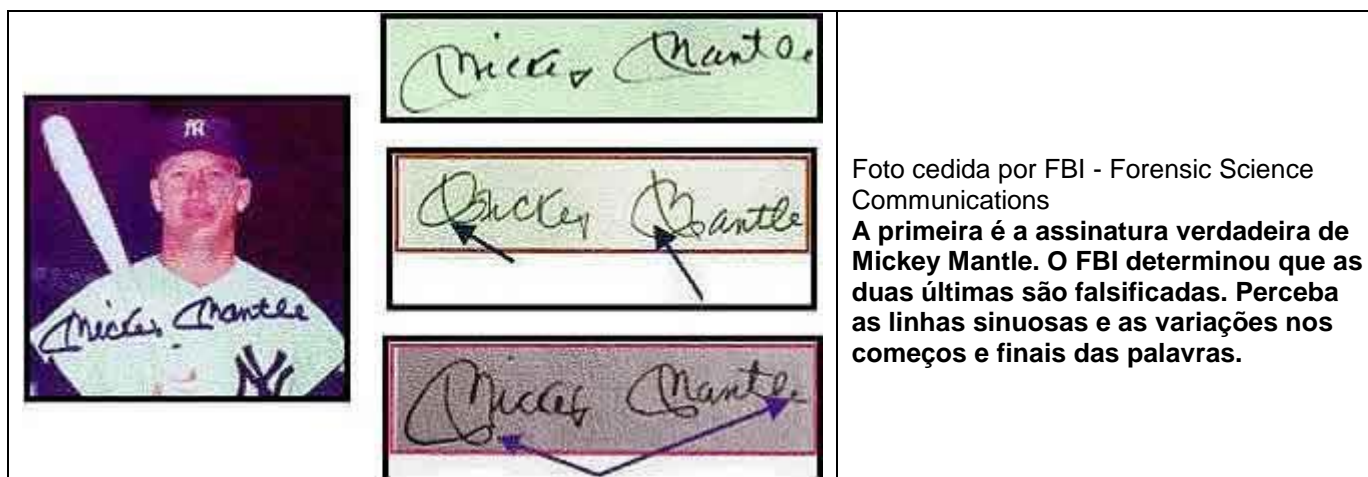 Mickey Mantle
Mickey Mantle
Mickey Mantle
Mickey Mantle
Foto cedida por FBI - Forensic Science
Communications
A primeira é a assinatura verdadeira de
Mickey Mantle. O FBI determinou que as
duas últimas são falsificadas. Perceba
as linhas sinuosas e as variações nos
começos e finais das palavras.